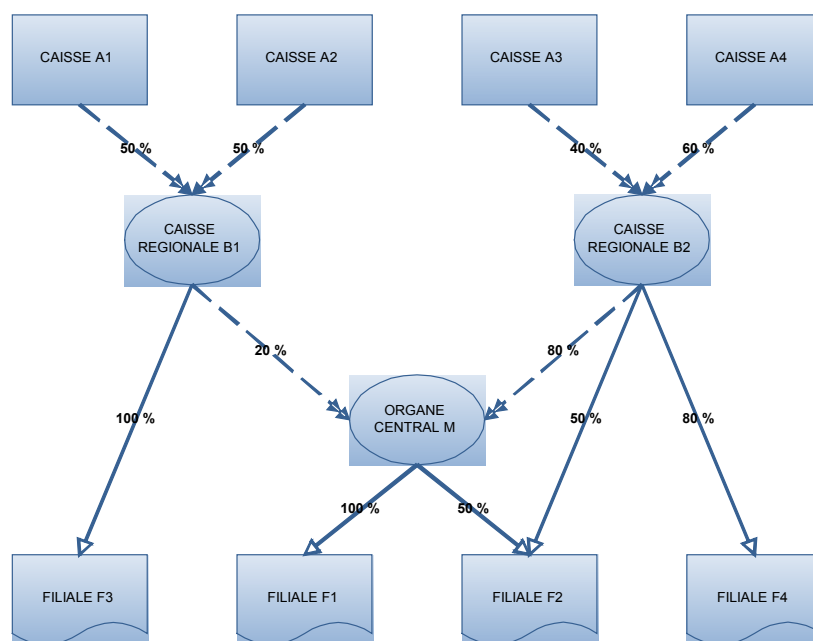 CAISSE A1
CAISSE A2
CAISSE A3
CAISSE A4
50 %
50 %
40 %
60 %
CAISSE
REGIONALE B1
CAISSE
REGIONALE B2
20 %
80 %
100 %
ORGANE
CENTRAL M
50 %
80 %
100 %
50 %
FILIALE F3
FILIALE F1
FILIALE F2
FILIALE F4